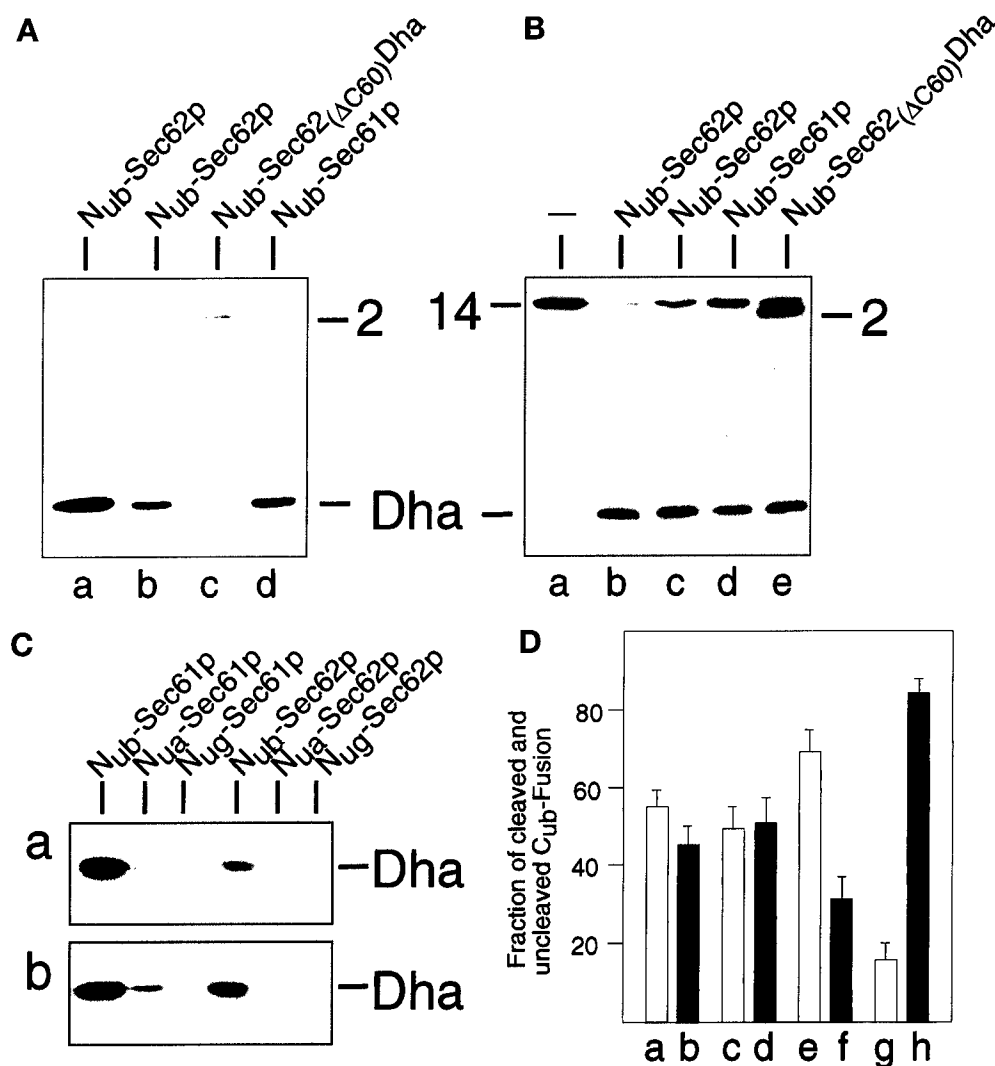 A
Nub-Sec62p
Nub-Sec62p
Nub-Sec62(ΔC60)Dha
Nub-Sec61p
2
Dha
a b c d
B
—
Nub-Sec62p
Nub-Sec62p
Nub-Sec61p
Nub-Sec62(ΔC60)Dha
14
2
a b c d e
C
Nub-Sec61p
Nua-Sec61p
Nug-Sec61p
Nub-Sec62p
Nua-Sec62p
Nug-Sec62p
a
Dha
b
Dha
D
Fraction of cleaved and
uncleaved Cub-Fusion
80
60
40
20
a b c d e f g h